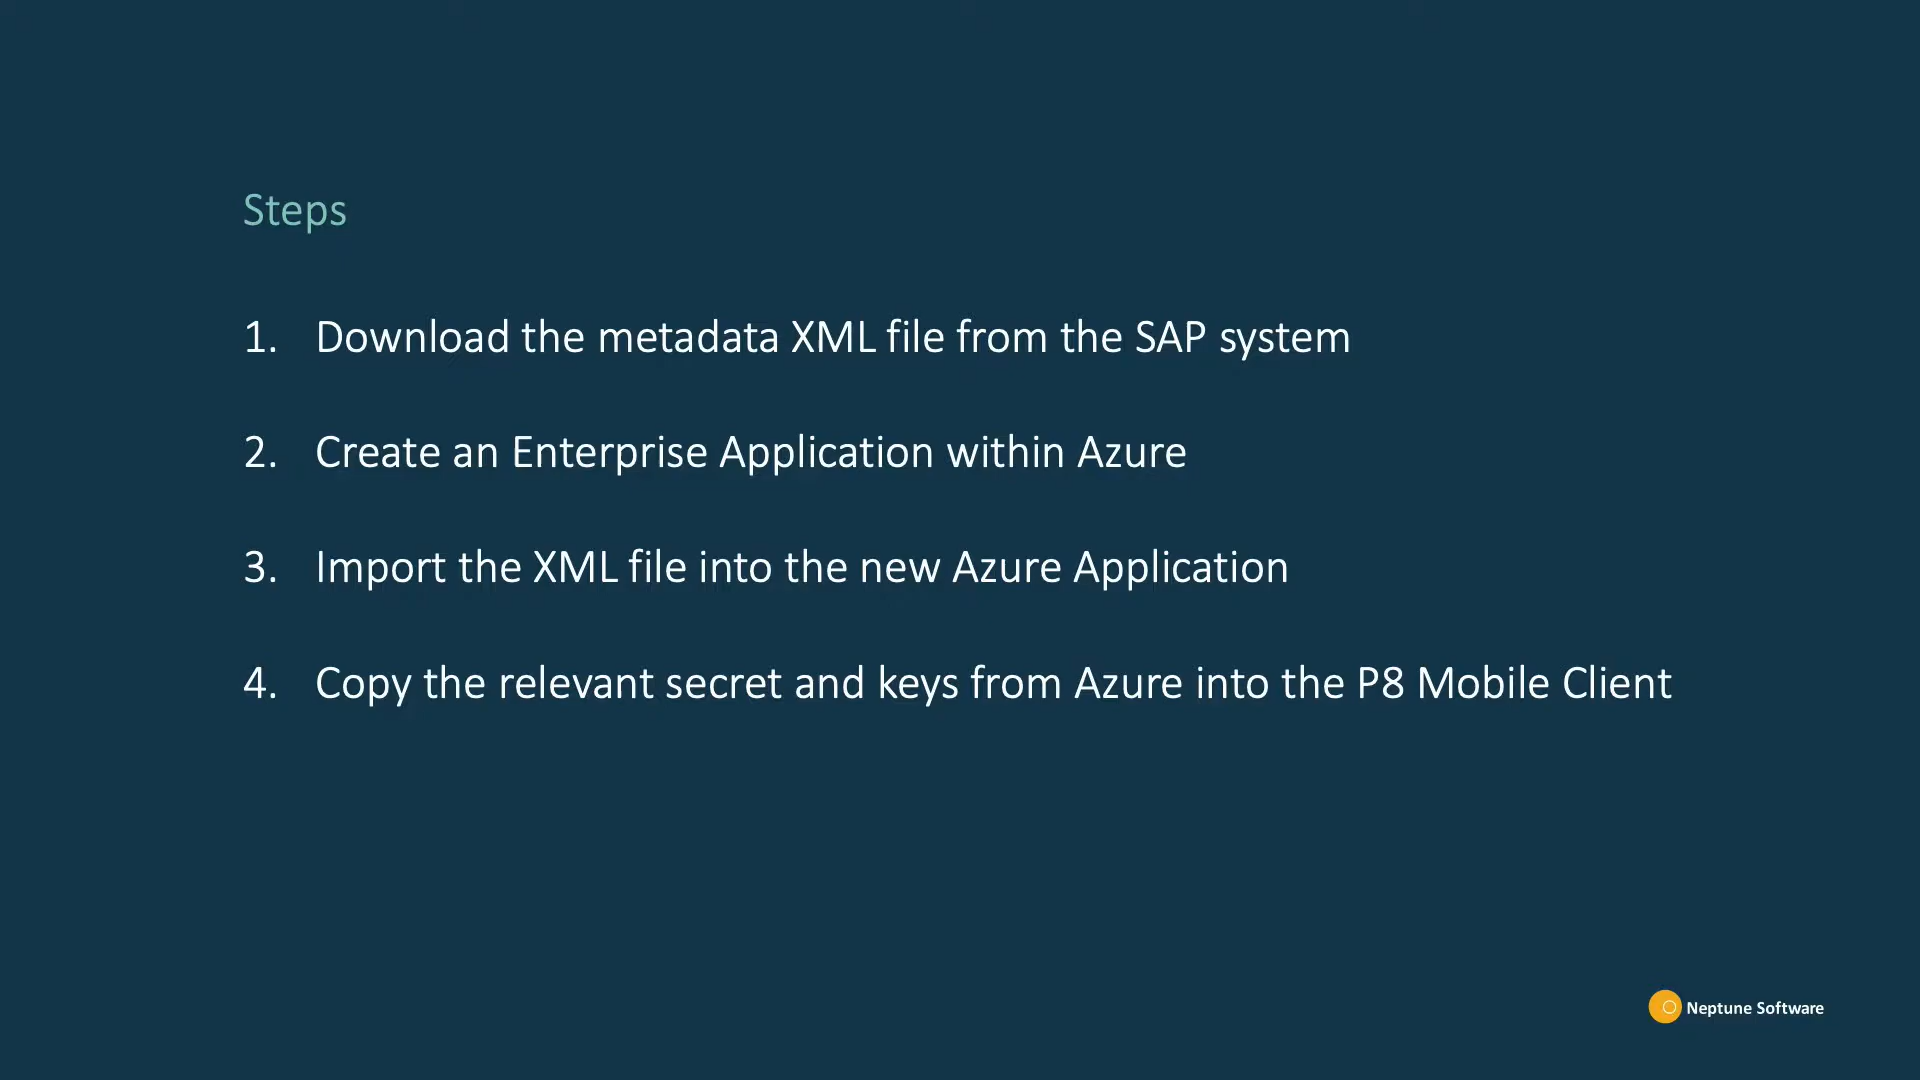 Steps
1. Download the metadata XML file from the SAP system
2. Create an Enterprise Application within Azure
3. Import the XML file into the new Azure Application
4. Copy the relevant secret and keys from Azure into the P8 Mobile Client
Neptune Software